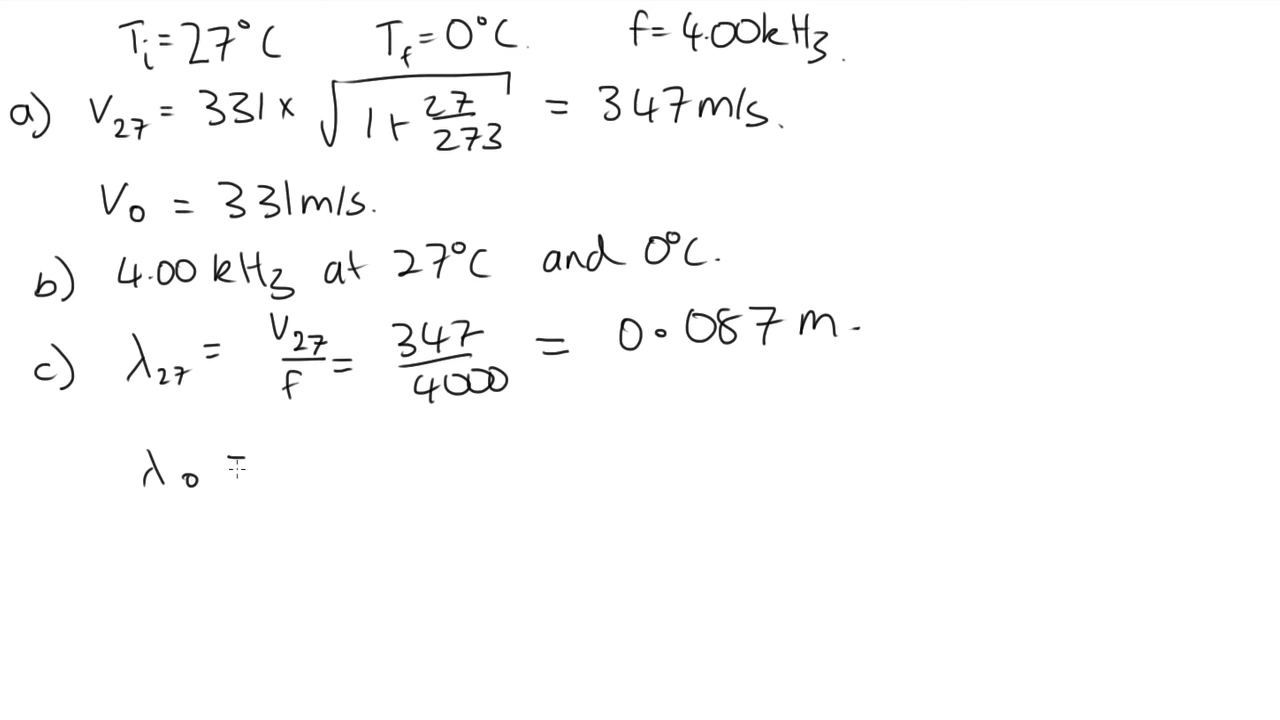 Ti = 27°C Tf = 0°C. f = 4.00kHz.
a) V27 = 331 × √(1 + 27/273) = 347 m/s.
V0 = 331 m/s.
b) 4.00 kHz at 27°C and 0°C.
c) λ27 = V27/f = 347/4000 = 0.087 m.
λ0 =